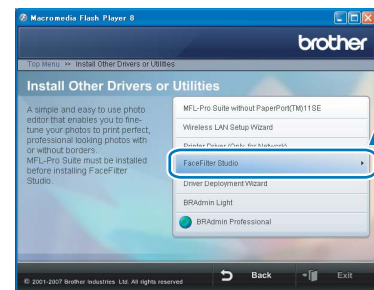 Macromedia Flash Player 8
brother
Top Menu >> Install Other Drivers or Utilities
Install Other Drivers or Utilities
A simple and easy to use photo
editor that enables you to fine-
tune your photos to print perfect,
professional looking photos with
or without borders.
MFL-Pro Suite must be installed
before installing FaceFilter
Studio.
MFL-Pro Suite without PaperPort(TM)11SE
Wireless LAN Setup Wizard
Printer Driver (Only for Network)
FaceFilter Studio
Driver Deployment Wizard
BRAdmin Light
BRAdmin Professional
© 2001-2007 Brother Industries Ltd. All rights reserved
Back
Exit